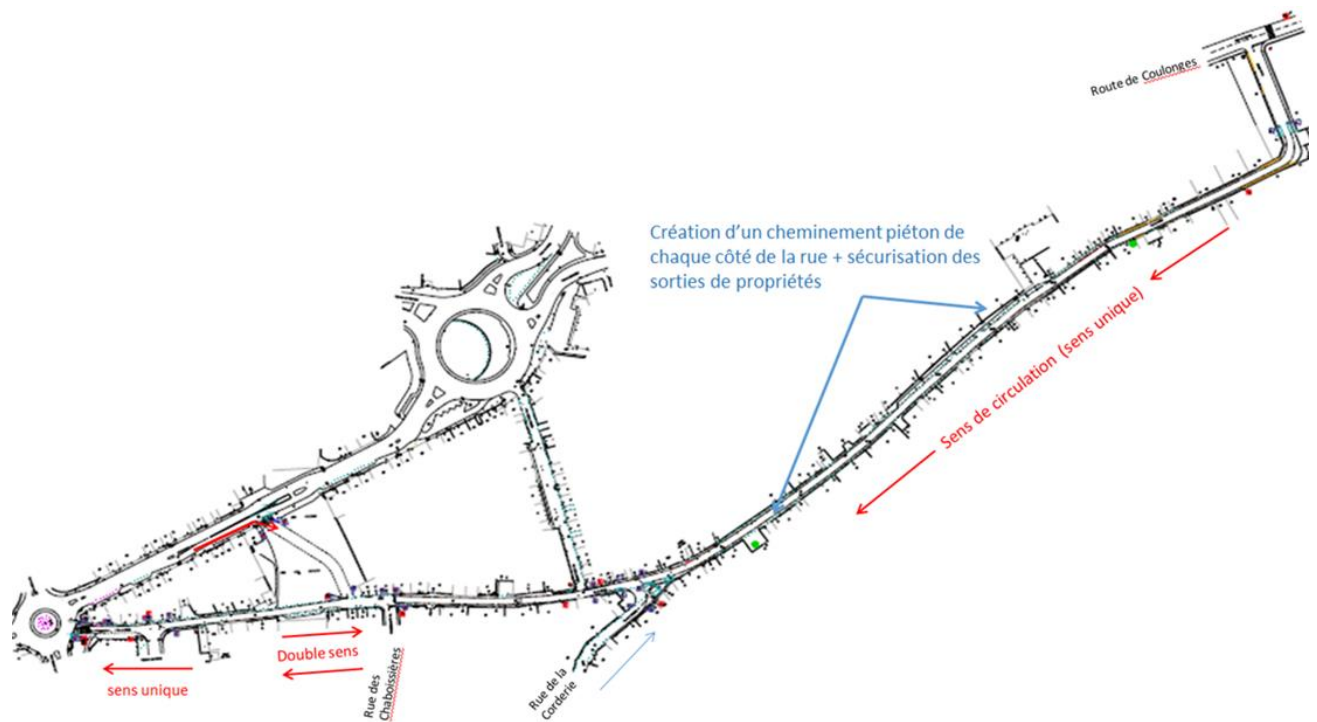 Route de Coulonges
Création d'un cheminement piéton de
chaque côté de la rue + sécurisation des
sorties de propriétés
Sens de circulation (sens unique)
Double sens
sens unique
Rue des
Chaboissières
Rue de la
Corderie